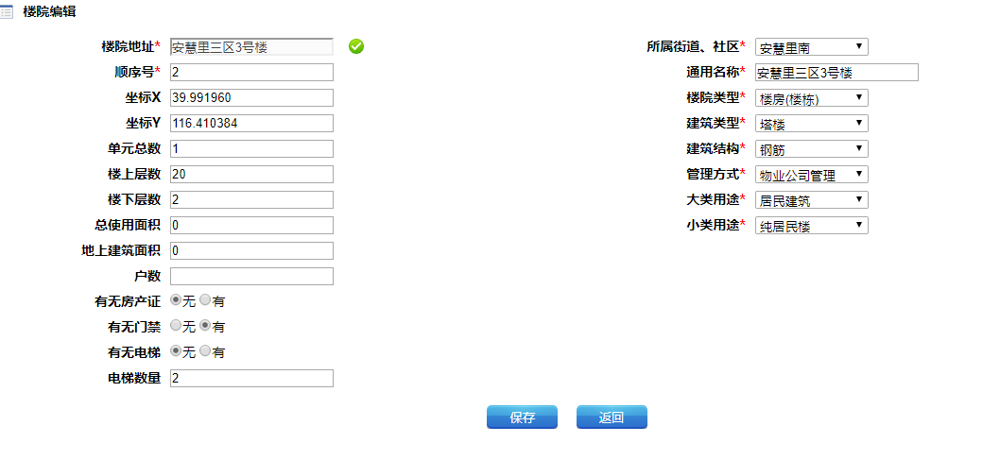 楼院编辑
楼院地址* 安慧里三区3号楼 所属街道、社区* 安慧里南
顺序号* 2 通用名称* 安慧里三区3号楼
坐标X 39.991960 楼院类型* 楼房(楼栋)
坐标Y 116.410384 建筑类型* 塔楼
单元总数 1 建筑结构* 钢筋
楼上层数 20 管理方式* 物业公司管理
楼下层数 2 大类用途* 居民建筑
总使用面积 0 小类用途* 纯居民楼
地上建筑面积 0
户数
有无房产证 无 有
有无门禁 无 有
有无电梯 无 有
电梯数量 2
保存 返回